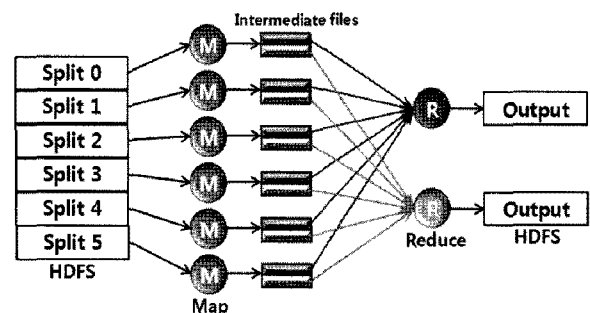 Intermediate files
Split 0
Split 1
Split 2
Split 3
Split 4
Split 5
HDFS
M
M
M
M
M
M
Map
R
R
Reduce
Output
Output
HDFS